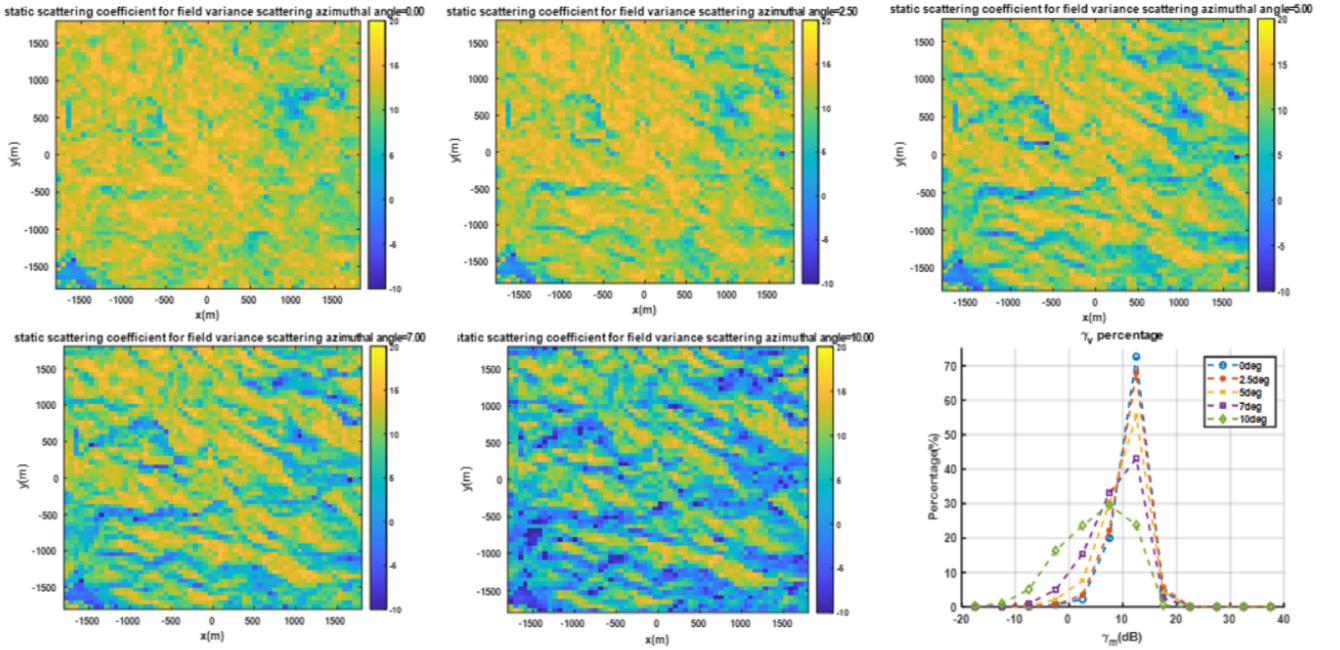 static scattering coefficient for field variance scattering azimuthal angle=0.00
20
15
10
5
0
-5
-10
1500
1000
500
0
-500
-1000
-1500
y(m)
-1500 -1000 -500 0 500 1000 1500
x(m)
static scattering coefficient for field variance scattering azimuthal angle=2.50
20
15
10
5
0
-5
-10
1500
1000
500
0
-500
-1000
-1500
y(m)
-1500 -1000 -500 0 500 1000 1500
x(m)
static scattering coefficient for field variance scattering azimuthal angle=5.00
20
15
10
5
0
-5
-10
1500
1000
500
0
-500
-1000
-1500
y(m)
-1500 -1000 -500 0 500 1000 1500
x(m)
static scattering coefficient for field variance scattering azimuthal angle=7.00
20
15
10
5
0
-5
-10
1500
1000
500
0
-500
-1000
-1500
y(m)
-1500 -1000 -500 0 500 1000 1500
x(m)
static scattering coefficient for field variance scattering azimuthal angle=10.00
20
15
10
5
0
-5
-10
1500
1000
500
0
-500
-1000
-1500
y(m)
-1500 -1000 -500 0 500 1000 1500
x(m)
γv percentage
70
60
50
40
30
20
10
0
Percentage(%)
0deg
2.5deg
5deg
7deg
10deg
-20 -10 0 10 20 30 40
γm(dB)